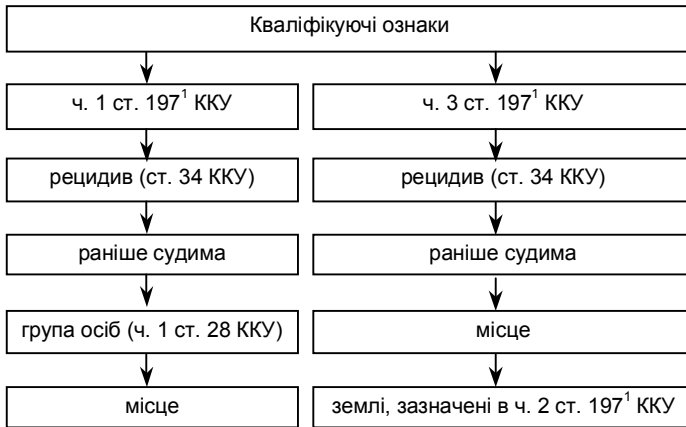 Кваліфікуючі ознаки
ч. 1 ст. 197¹ ККУ
ч. 3 ст. 197¹ ККУ
рецидив (ст. 34 ККУ)
рецидив (ст. 34 ККУ)
раніше судима
раніше судима
група осіб (ч. 1 ст. 28 ККУ)
місце
місце
землі, зазначені в ч. 2 ст. 197¹ ККУ